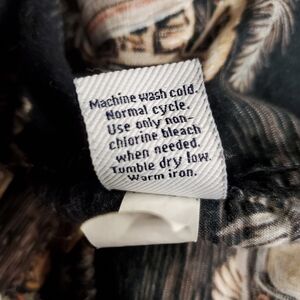 Machine wash cold.
Normal cycle.
Use only non-
chlorine bleach
when needed.
Tumble dry low.
Warm iron.